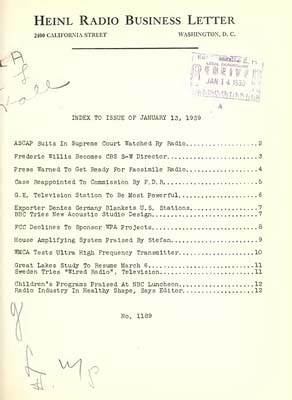 HEINL RADIO BUSINESS LETTER
2400 CALIFORNIA STREET WASHINGTON, D. C.
LEGAL DEPARTMENT
RECEIVED
JAN 14 1939
INDEX TO ISSUE OF JANUARY 13, 1939
ASCAP Suits In Supreme Court Watched By Radio....................2
Frederic Willis Becomes CBS S-W Director.........................3
Press Warned To Get Ready For Facsimile Radio....................4
Case Reappointed To Commission By F.D.R..........................5
G.E. Television Station To Be Most Powerful......................6
Exporter Denies Germany Blankets U.S. Stations...................7
BBC Tries New Acoustic Studio Design.............................7
FCC Declines To Sponsor WPA Projects.............................8
House Amplifying System Praised By Stefan........................9
WMCA Tests Ultra High Frequency Transmitter.....................10
Great Lakes Study To Resume March 6.............................11
Sweden Tries "Wired Radio", Television..........................11
Children's Programs Praised At NBC Luncheon.....................12
Radio Industry In Healthy Shape, Says Editor....................12
No. 1189